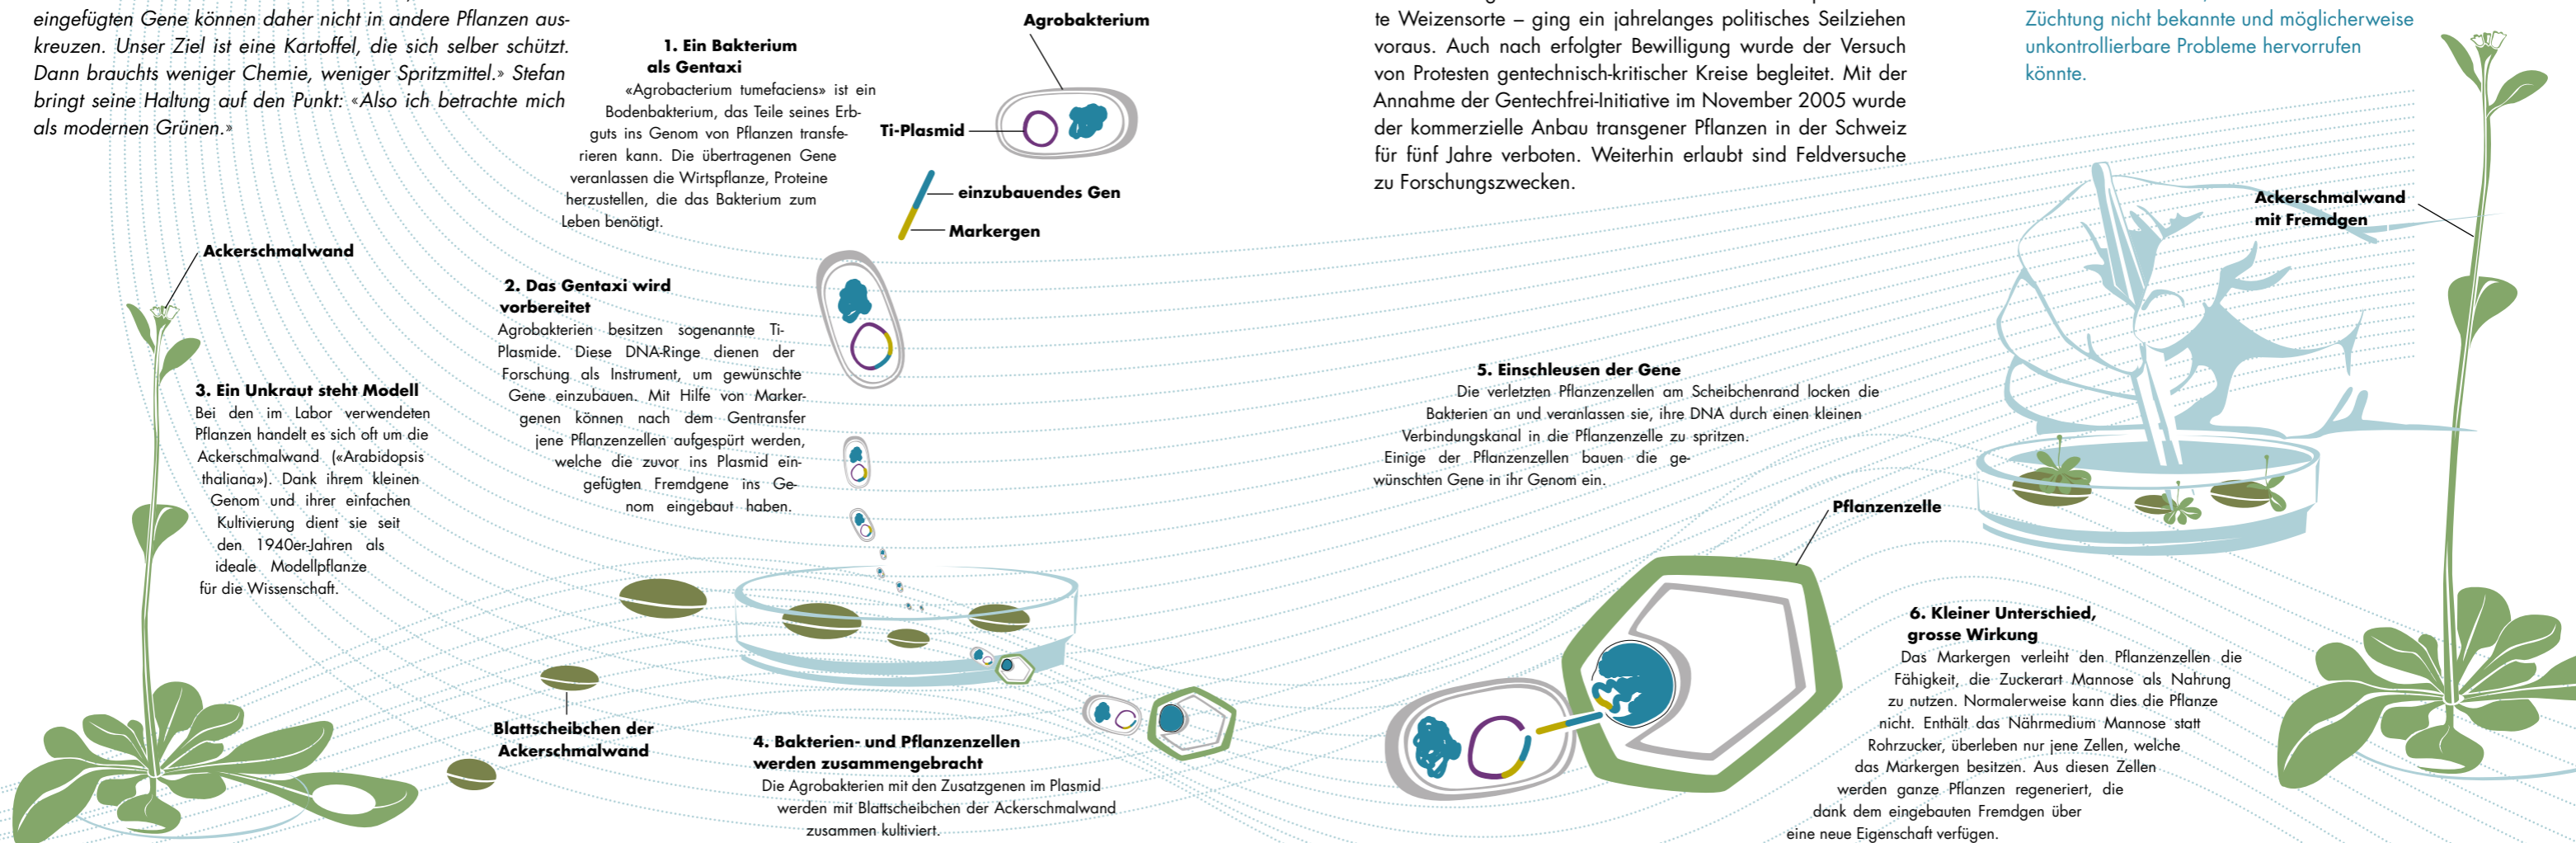 eingefügten Gene können daher nicht in andere Pflanzen aus-
kreuzen. Unser Ziel ist eine Kartoffel, die sich selber schützt.
Dann brauchts weniger Chemie, weniger Spritzmittel.» Stefan
bringt seine Haltung auf den Punkt: «Also ich betrachte mich
als modernen Grünen.»
Ackerschmalwand
1. Ein Bakterium
als Gentaxi
«Agrobacterium tumefaciens» ist ein
Bodenbakterium, das Teile seines Erb-
guts ins Genom von Pflanzen transfe-
rieren kann. Die übertragenen Gene
veranlassen die Wirtspflanze, Proteine
herzustellen, die das Bakterium zum
Leben benötigt.
Agrobakterium
Ti-Plasmid
einzubauendes Gen
Markergen
2. Das Gentaxi wird
vorbereitet
Agrobakterien besitzen sogenannte Ti-
Plasmide. Diese DNA-Ringe dienen der
Forschung als Instrument, um gewünschte
Gene einzubauen. Mit Hilfe von Marker-
genen können nach dem Gentransfer
jene Pflanzenzellen aufgespürt werden,
welche die zuvor ins Plasmid ein-
gefügten Fremdgene ins Ge-
nom eingebaut haben.
3. Ein Unkraut steht Modell
Bei den im Labor verwendeten
Pflanzen handelt es sich oft um die
Ackerschmalwand («Arabidopsis
thaliana»). Dank ihrem kleinen
Genom und ihrer einfachen
Kultivierung dient sie seit
den 1940er-Jahren als
ideale Modellpflanze
für die Wissenschaft.
Blattscheibchen der
Ackerschmalwand
4. Bakterien- und Pflanzenzellen
werden zusammengebracht
Die Agrobakterien mit den Zusatzgenen im Plasmid
werden mit Blattscheibchen der Ackerschmalwand
zusammen kultiviert.
te Weizensorte – ging ein jahrelanges politisches Seilziehen
voraus. Auch nach erfolgter Bewilligung wurde der Versuch
von Protesten gentechnisch-kritischer Kreise begleitet. Mit der
Annahme der Gentechfrei-Initiative im November 2005 wurde
der kommerzielle Anbau transgener Pflanzen in der Schweiz
für fünf Jahre verboten. Weiterhin erlaubt sind Feldversuche
zu Forschungszwecken.
Züchtung nicht bekannte und möglicherweise
unkontrollierbare Probleme hervorrufen
könnte.
Ackerschmalwand
mit Fremdgen
5. Einschleusen der Gene
Die verletzten Pflanzenzellen am Scheibchenrand locken die
Bakterien an und veranlassen sie, ihre DNA durch einen kleinen
Verbindungskanal in die Pflanzenzelle zu spritzen.
Einige der Pflanzenzellen bauen die ge-
wünschten Gene in ihr Genom ein.
Pflanzenzelle
6. Kleiner Unterschied,
grosse Wirkung
Das Markergen verleiht den Pflanzenzellen die
Fähigkeit, die Zuckerart Mannose als Nahrung
zu nutzen. Normalerweise kann dies die Pflanze
nicht. Enthält das Nährmedium Mannose statt
Rohrzucker, überleben nur jene Zellen, welche
das Markergen besitzen. Aus diesen Zellen
werden ganze Pflanzen regeneriert, die
dank dem eingebauten Fremdgen über
eine neue Eigenschaft verfügen.